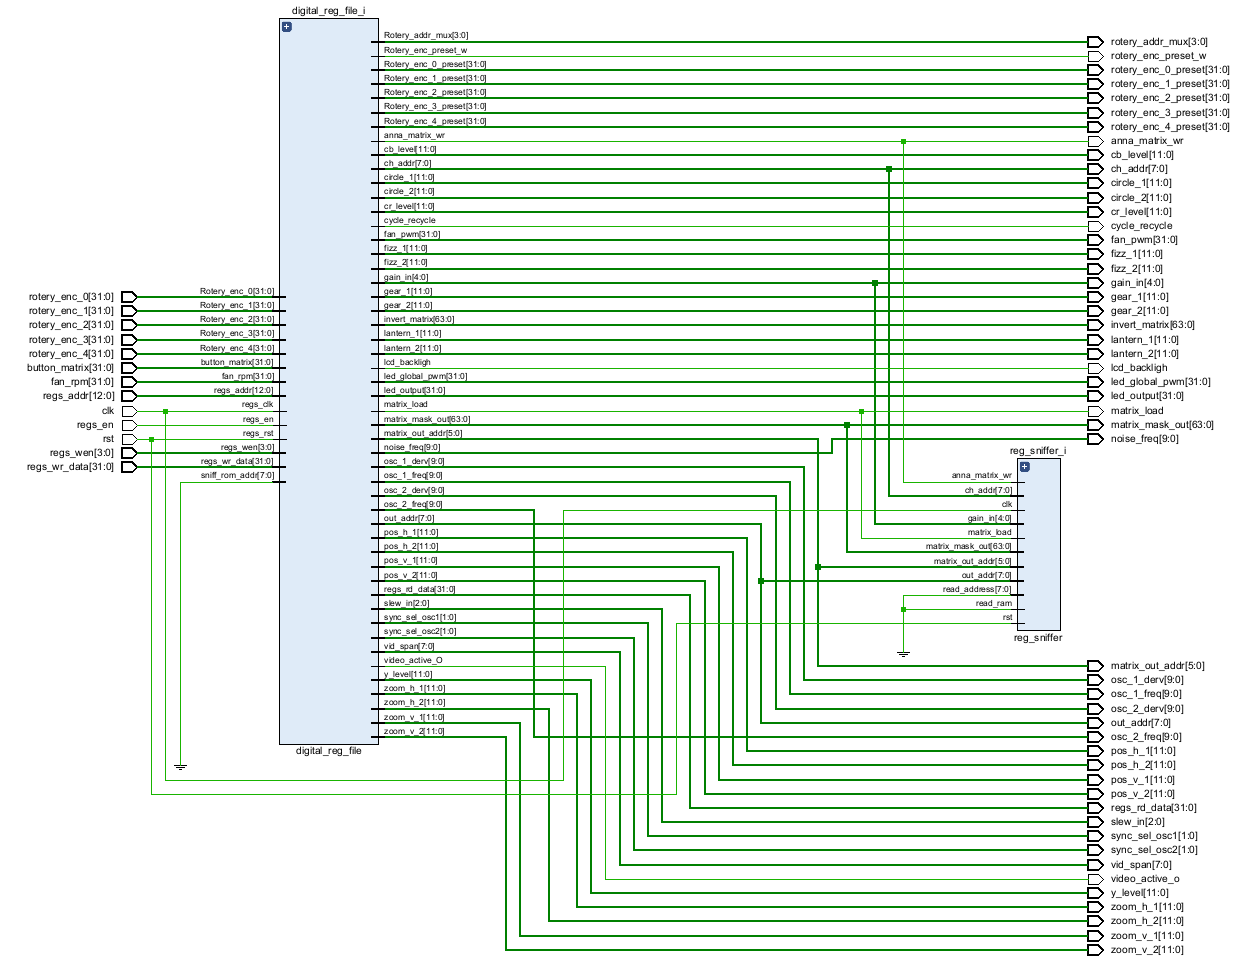 digital_reg_file_i
Rotery_addr_mux[3:0]
Rotery_enc_preset_w
Rotery_enc_0_preset[31:0]
Rotery_enc_1_preset[31:0]
Rotery_enc_2_preset[31:0]
Rotery_enc_3_preset[31:0]
Rotery_enc_4_preset[31:0]
anna_matrix_wr
cb_level[11:0]
ch_addr[7:0]
circle_1[11:0]
circle_2[11:0]
cr_level[11:0]
cycle_recycle
fan_pwm[31:0]
fizz_1[11:0]
fizz_2[11:0]
gain_in[4:0]
gear_1[11:0]
gear_2[11:0]
invert_matrix[63:0]
lantern_1[11:0]
lantern_2[11:0]
lcd_backligh
led_global_pwm[31:0]
led_output[31:0]
matrix_load
matrix_mask_out[63:0]
matrix_out_addr[5:0]
noise_freq[9:0]
osc_1_derv[9:0]
osc_1_freq[9:0]
osc_2_derv[9:0]
osc_2_freq[9:0]
out_addr[7:0]
pos_h_1[11:0]
pos_h_2[11:0]
pos_v_1[11:0]
pos_v_2[11:0]
regs_rd_data[31:0]
slew_in[2:0]
sync_sel_osc1[1:0]
sync_sel_osc2[1:0]
vid_span[7:0]
video_active_O
y_level[11:0]
zoom_h_1[11:0]
zoom_h_2[11:0]
zoom_v_1[11:0]
zoom_v_2[11:0]
digital_reg_file
rotery_enc_0[31:0]
rotery_enc_1[31:0]
rotery_enc_2[31:0]
rotery_enc_3[31:0]
rotery_enc_4[31:0]
button_matrix[31:0]
fan_rpm[31:0]
regs_addr[12:0]
clk
regs_en
rst
regs_wen[3:0]
regs_wr_data[31:0]
Rotery_enc_0[31:0]
Rotery_enc_1[31:0]
Rotery_enc_2[31:0]
Rotery_enc_3[31:0]
Rotery_enc_4[31:0]
button_matrix[31:0]
fan_rpm[31:0]
regs_addr[12:0]
regs_clk
regs_en
regs_rst
regs_wen[3:0]
regs_wr_data[31:0]
sniff_rom_addr[7:0]
rotery_addr_mux[3:0]
rotery_enc_preset_w
rotery_enc_0_preset[31:0]
rotery_enc_1_preset[31:0]
rotery_enc_2_preset[31:0]
rotery_enc_3_preset[31:0]
rotery_enc_4_preset[31:0]
anna_matrix_wr
cb_level[11:0]
ch_addr[7:0]
circle_1[11:0]
circle_2[11:0]
cr_level[11:0]
cycle_recycle
fan_pwm[31:0]
fizz_1[11:0]
fizz_2[11:0]
gain_in[4:0]
gear_1[11:0]
gear_2[11:0]
invert_matrix[63:0]
lantern_1[11:0]
lantern_2[11:0]
lcd_backligh
led_global_pwm[31:0]
led_output[31:0]
matrix_load
matrix_mask_out[63:0]
noise_freq[9:0]
reg_sniffer_i
anna_matrix_wr
ch_addr[7:0]
clk
gain_in[4:0]
matrix_load
matrix_mask_out[63:0]
matrix_out_addr[5:0]
out_addr[7:0]
read_address[7:0]
read_ram
rst
reg_sniffer
matrix_out_addr[5:0]
osc_1_derv[9:0]
osc_1_freq[9:0]
osc_2_derv[9:0]
out_addr[7:0]
osc_2_freq[9:0]
pos_h_1[11:0]
pos_h_2[11:0]
pos_v_1[11:0]
pos_v_2[11:0]
regs_rd_data[31:0]
slew_in[2:0]
sync_sel_osc1[1:0]
sync_sel_osc2[1:0]
vid_span[7:0]
video_active_o
y_level[11:0]
zoom_h_1[11:0]
zoom_h_2[11:0]
zoom_v_1[11:0]
zoom_v_2[11:0]